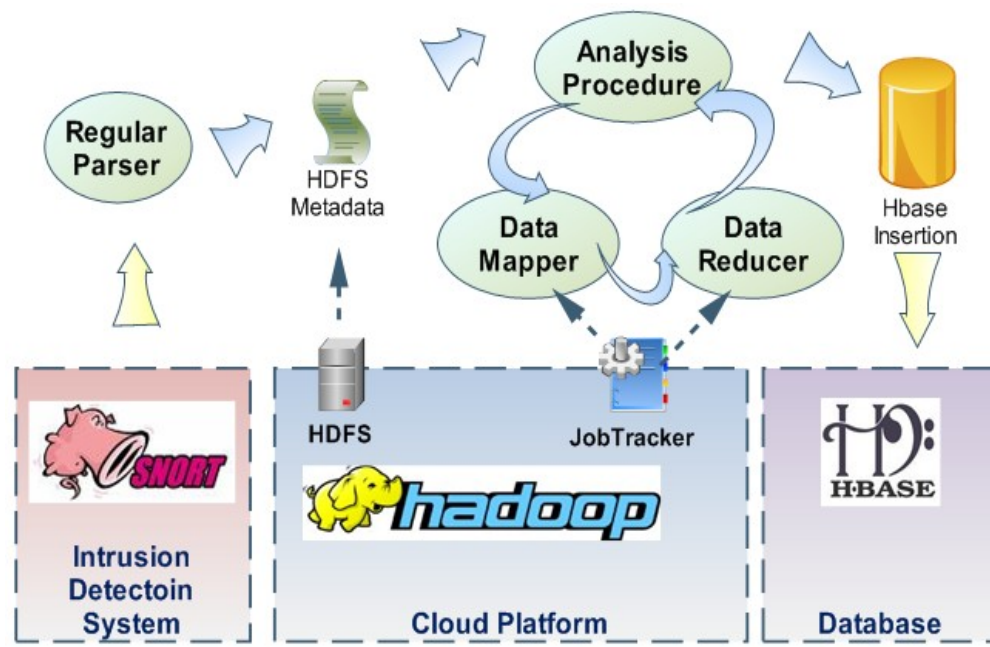 Analysis
Procedure
Regular
Parser
HDFS
Metadata
Data
Mapper
Data
Reducer
Hbase
Insertion
HDFS
JobTracker
SNORT
hadoop
H·BASE
Intrusion
Detectoin
System
Cloud Platform
Database